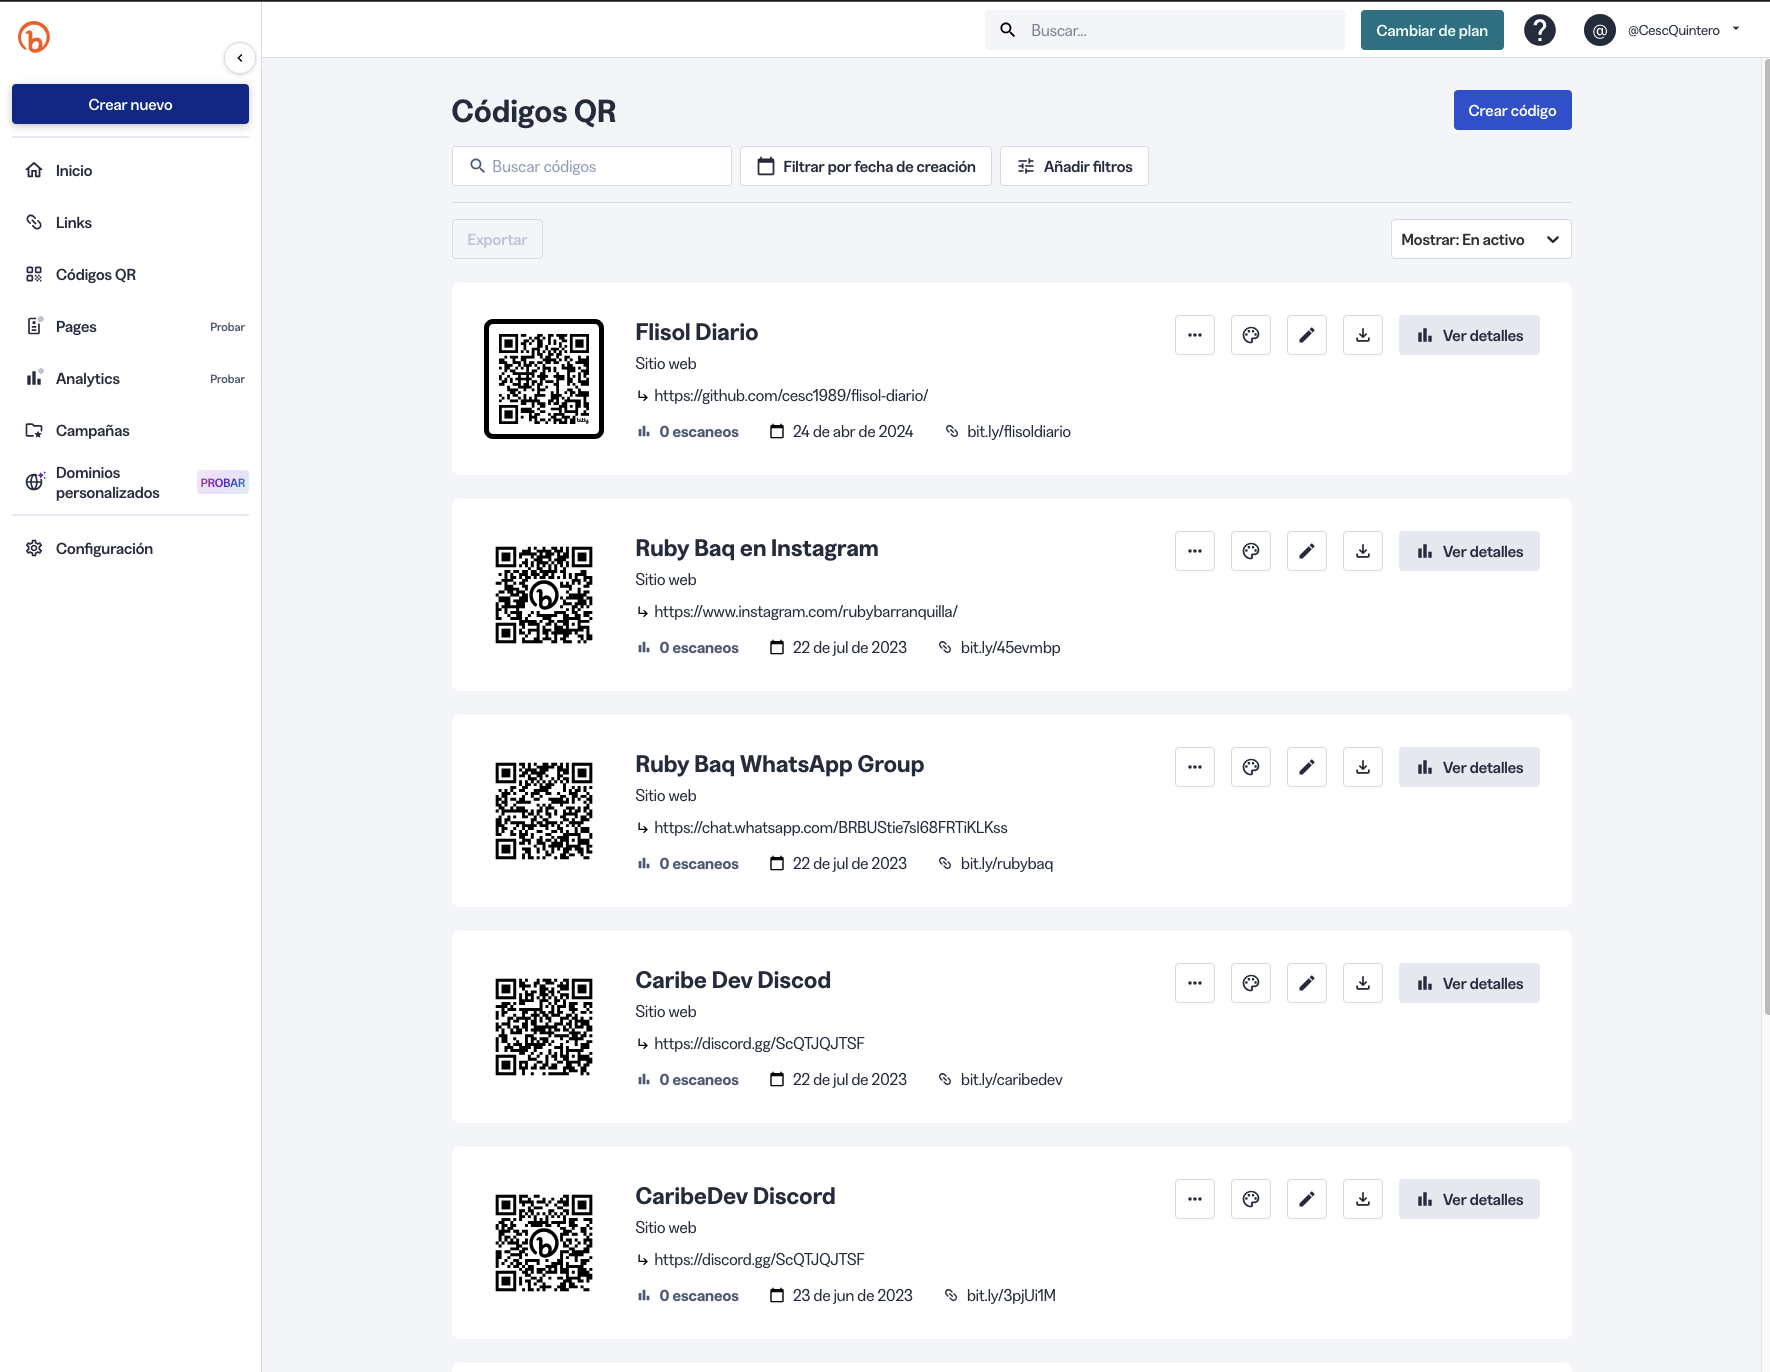 Buscar...
Cambiar de plan
@
@CescQuintero
Crear nuevo
Inicio
Links
Códigos QR
Pages
Probar
Analytics
Probar
Campañas
Dominios
personalizados
PROBAR
Configuración
Códigos QR
Crear código
Buscar códigos
Filtrar por fecha de creación
Añadir filtros
Exportar
Mostrar: En activo
Flisol Diario
Sitio web
https://github.com/cesc1989/flisol-diario/
0 escaneos
24 de abr de 2024
bit.ly/flisoldiario
Ver detalles
bitly
Ruby Baq en Instagram
Sitio web
https://www.instagram.com/rubybarranquilla/
0 escaneos
22 de jul de 2023
bit.ly/45evmbp
Ver detalles
Ruby Baq WhatsApp Group
Sitio web
https://chat.whatsapp.com/BRBUStie7sI68FRTiKLKss
0 escaneos
22 de jul de 2023
bit.ly/rubybaq
Ver detalles
Caribe Dev Discod
Sitio web
https://discord.gg/ScQTJQJTSF
0 escaneos
22 de jul de 2023
bit.ly/caribedev
Ver detalles
CaribeDev Discord
Sitio web
https://discord.gg/ScQTJQJTSF
0 escaneos
23 de jun de 2023
bit.ly/3pjUi1M
Ver detalles